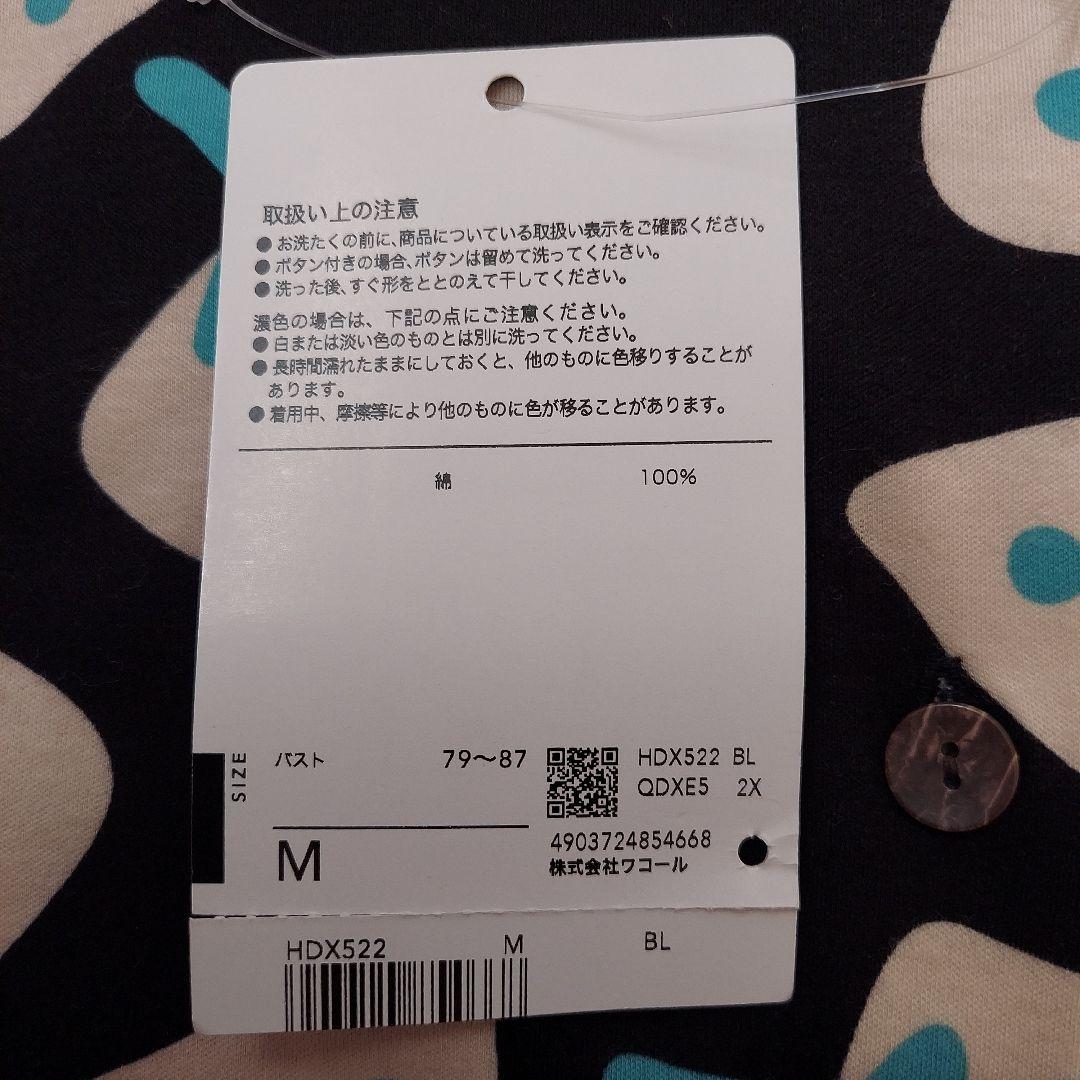 取扱い上の注意
●お洗たくの前に、商品についている取扱い表示をご確認ください。
●ボタン付きの場合、ボタンは留めて洗ってください。
●洗った後、すぐ形をととのえて干してください。
濃色の場合は、下記の点にご注意ください。
●白または淡い色のものとは別に洗ってください。
●長時間濡れたままにしておくと、他のものに色移りすることが
あります。
●着用中、摩擦等により他のものに色が移ることがあります。
綿 100%
SIZE
バスト 79〜87
M
HDX522 BL
QDXE5 2X
4903724854668
株式会社ワコール
HDX522 M BL